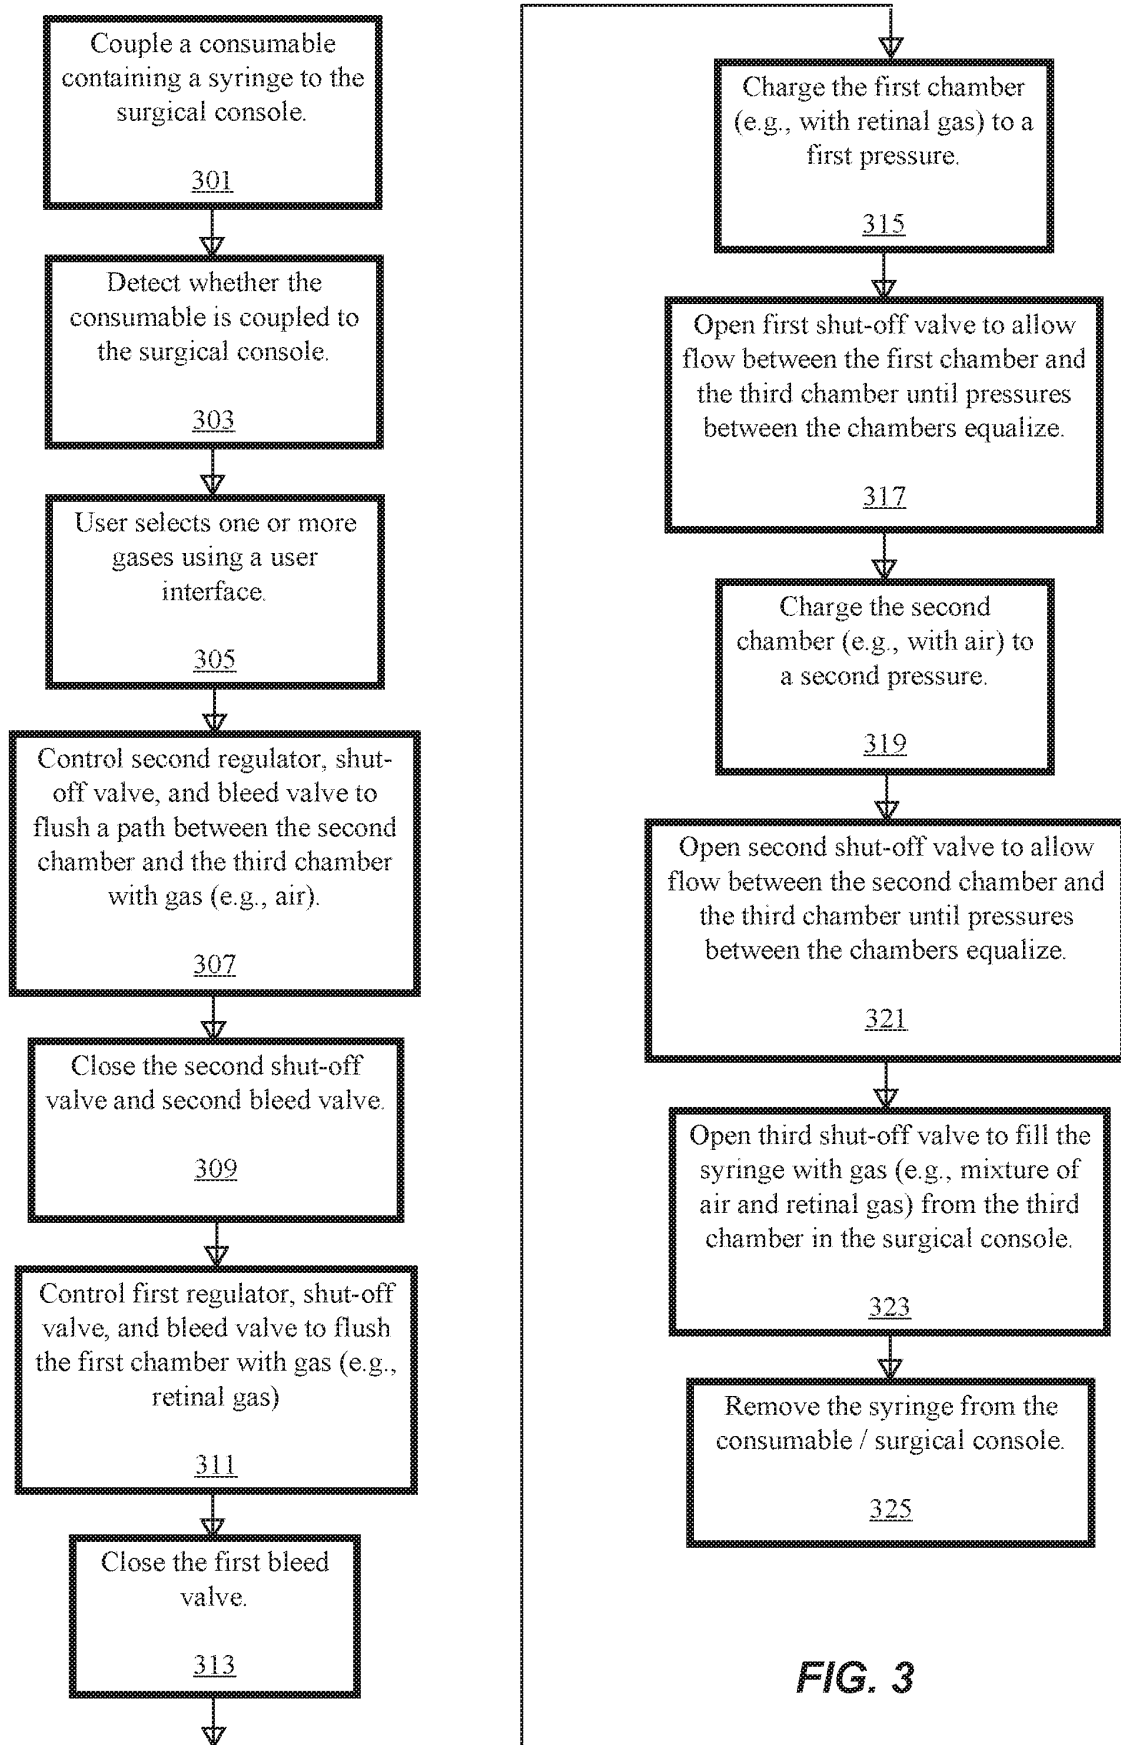 Couple a consumable
containing a syringe to the
surgical console.
301
Detect whether the
consumable is coupled to
the surgical console.
303
User selects one or more
gases using a user
interface.
305
Control second regulator, shut-
off valve, and bleed valve to
flush a path between the second
chamber and the third chamber
with gas (e.g., air).
307
Close the second shut-off
valve and second bleed valve.
309
Control first regulator, shut-off
valve, and bleed valve to flush
the first chamber with gas (e.g.,
retinal gas)
311
Close the first bleed
valve.
313
Charge the first chamber
(e.g., with retinal gas) to a
first pressure.
315
Open first shut-off valve to allow
flow between the first chamber and
the third chamber until pressures
between the chambers equalize.
317
Charge the second
chamber (e.g., with air) to
a second pressure.
319
Open second shut-off valve to allow
flow between the second chamber and
the third chamber until pressures
between the chambers equalize.
321
Open third shut-off valve to fill the
syringe with gas (e.g., mixture of
air and retinal gas) from the third
chamber in the surgical console.
323
Remove the syringe from the
consumable / surgical console.
325
FIG. 3